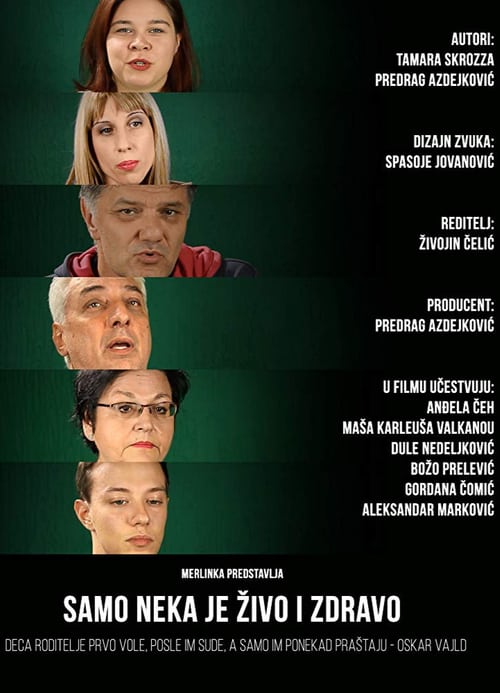 AUTORI:
TAMARA SKROZZA
PREDRAG AZDEJKOVIĆ
DIZAJN ZVUKA:
SPASOJE JOVANOVIĆ
REDITELJ:
ŽIVOJIN ČELIĆ
PRODUCENT:
PREDRAG AZDEJKOVIĆ
U FILMU UČESTVUJU:
ANĐELA ČEH
MAŠA KARLEUŠA VALKANOU
DULE NEDELJKOVIĆ
BOŽO PRELEVIĆ
GORDANA ČOMIĆ
ALEKSANDAR MARKOVIĆ
MERLINKA PREDSTAVLJA
SAMO NEKA JE ŽIVO I ZDRAVO
DECA RODITELJE PRVO VOLE, POSLE IM SUDE, A SAMO IM PONEKAD PRAŠTAJU - OSKAR VAJLD